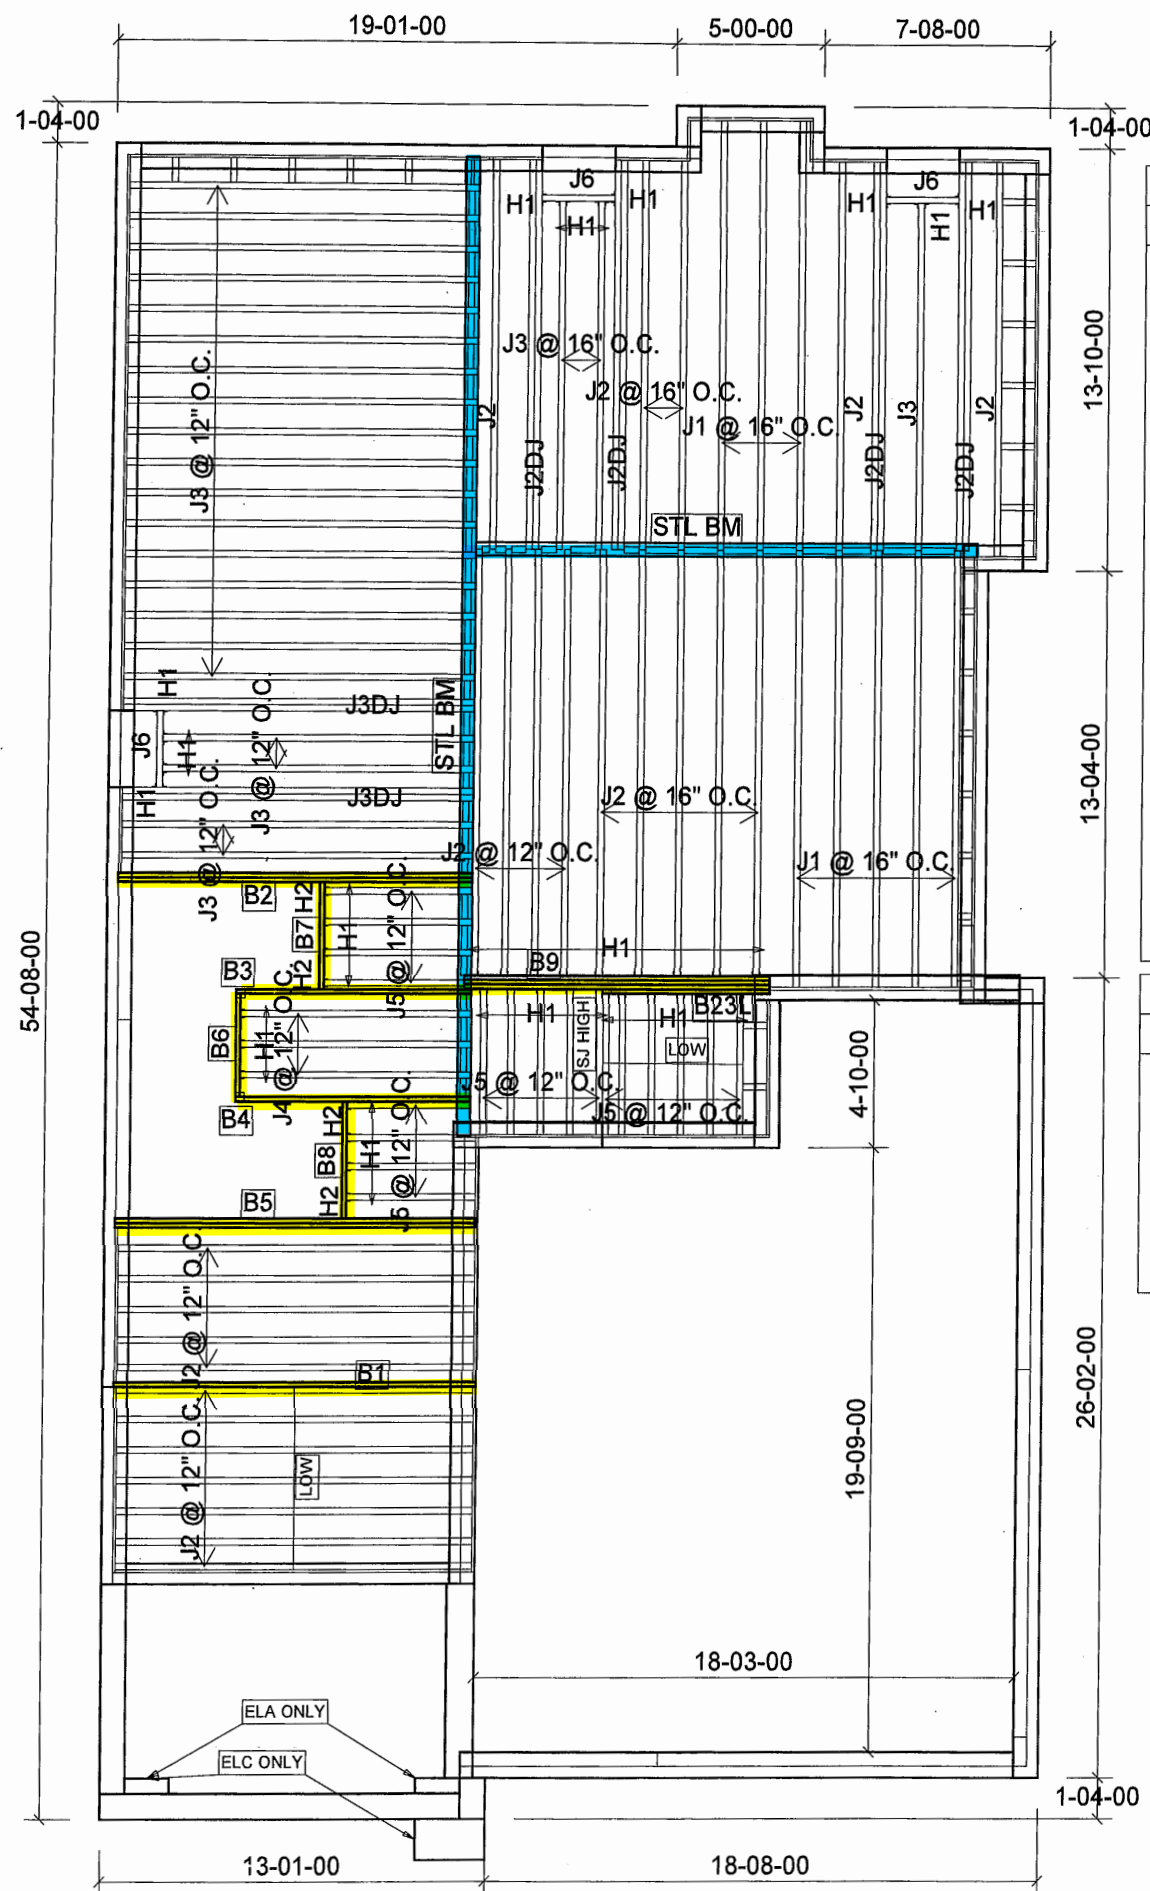 19-01-00
5-00-00
7-08-00
1-04-00
1-04-00
J6
J6
H1
H1
H1
H1
H1
H1
J3 @ 16" O.C.
J2 @ 16" O.C.
J1 @ 16" O.C.
J2
J2DJ
J2DJ
J2
J2DJ
J3
J2DJ
J2
13-10-00
J3 @ 12" O.C.
STL BM
STL BM
H1
J3DJ
J6
H1
J3 @ 12" O.C.
H1
J3DJ
J3 @ 12" O.C.
J2 @ 16" O.C.
J2 @ 12" O.C.
J1 @ 16" O.C.
13-04-00
B2
H2
B7
H2
H1
J5 @ 12" O.C.
H1
B9
B3
B6
H1
J4 @ 12" O.C.
B4
H1
SJ HIGH
H1
B23L
LOW
J5 @ 12" O.C.
J5 @ 12" O.C.
4-10-00
54-08-00
H2
B8
H2
H1
J5 @ 12" O.C.
B5
J2 @ 12" O.C.
B1
J2 @ 12" O.C.
LOW
26-02-00
19-09-00
18-03-00
ELA ONLY
ELC ONLY
1-04-00
13-01-00
18-08-00